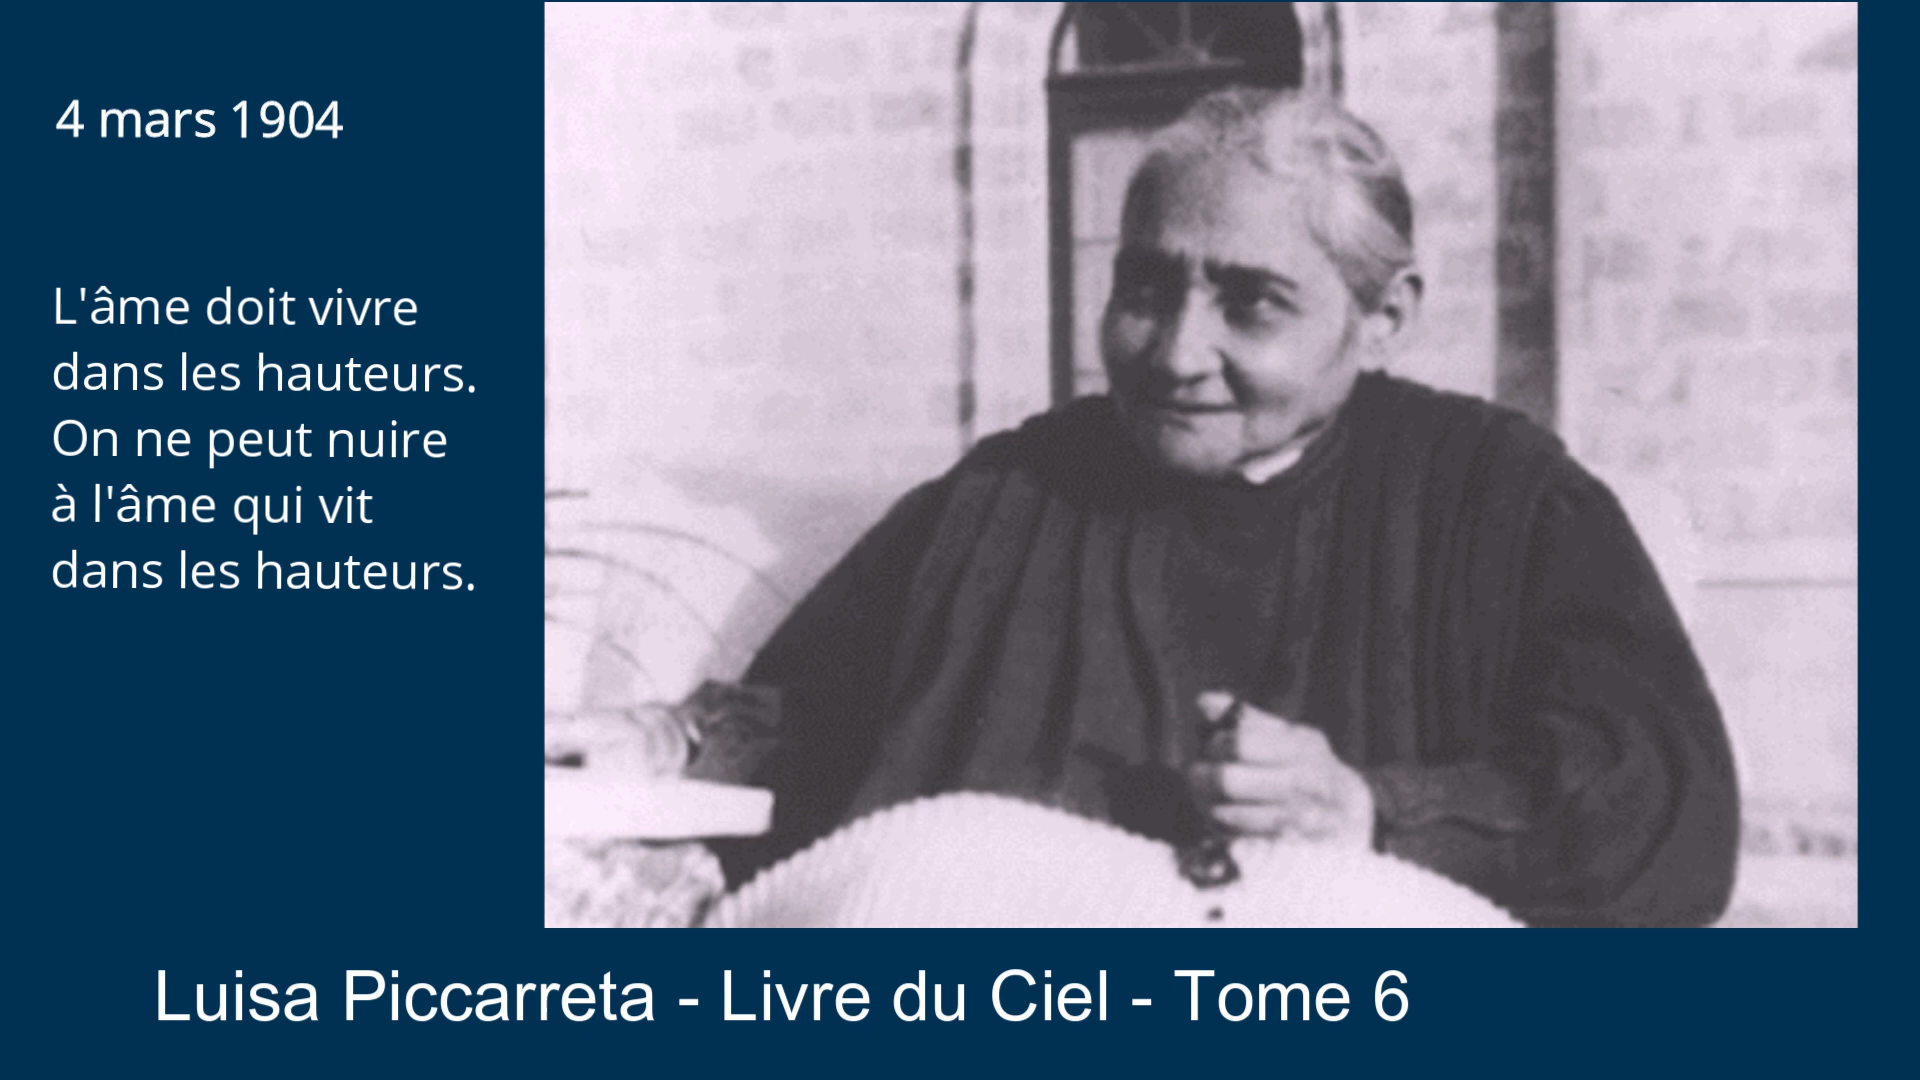 4 mars 1904
L'âme doit vivre
dans les hauteurs.
On ne peut nuire
à l'âme qui vit
dans les hauteurs.
Luisa Piccarreta - Livre du Ciel - Tome 6